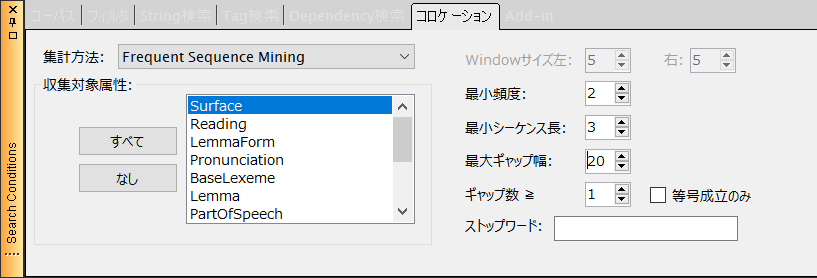 コーパス フィルタ String検索 Tag検索 Dependency検索 コロケーション Add-in
集計方法: Frequent Sequence Mining
収集対象属性:
Surface
Reading
LemmaForm
Pronunciation
BaseLexeme
Lemma
PartOfSpeech
すべて
なし
Windowサイズ左: 5 右: 5
最小頻度: 2
最小シーケンス長: 3
最大ギャップ幅: 20
ギャップ数 ≧ 1 等号成立のみ
ストップワード:
Search Conditions